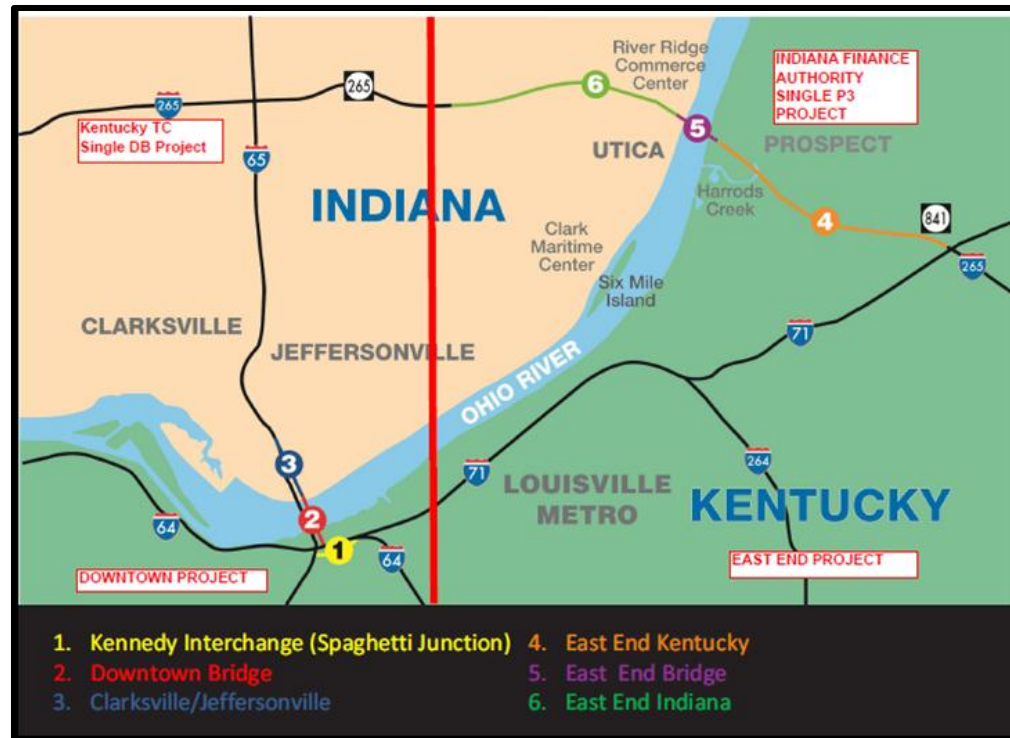 River Ridge
Commerce
Center
INDIANA FINANCE
AUTHORITY
SINGLE P3
PROJECT
6
265
265
Kentucky TC
Single DB Project
5
UTICA
PROSPECT
65
INDIANA
Harrods
Creek
4
841
Clark
Maritime
Center
265
Six Mile
Island
CLARKSVILLE
JEFFERSONVILLE
71
OHIO RIVER
3
71
LOUISVILLE
METRO
264
KENTUCKY
64
2
1
64
DOWNTOWN PROJECT
EAST END PROJECT
1. Kennedy Interchange (Spaghetti Junction)
2. Downtown Bridge
3. Clarksville/Jeffersonville
4. East End Kentucky
5. East End Bridge
6. East End Indiana